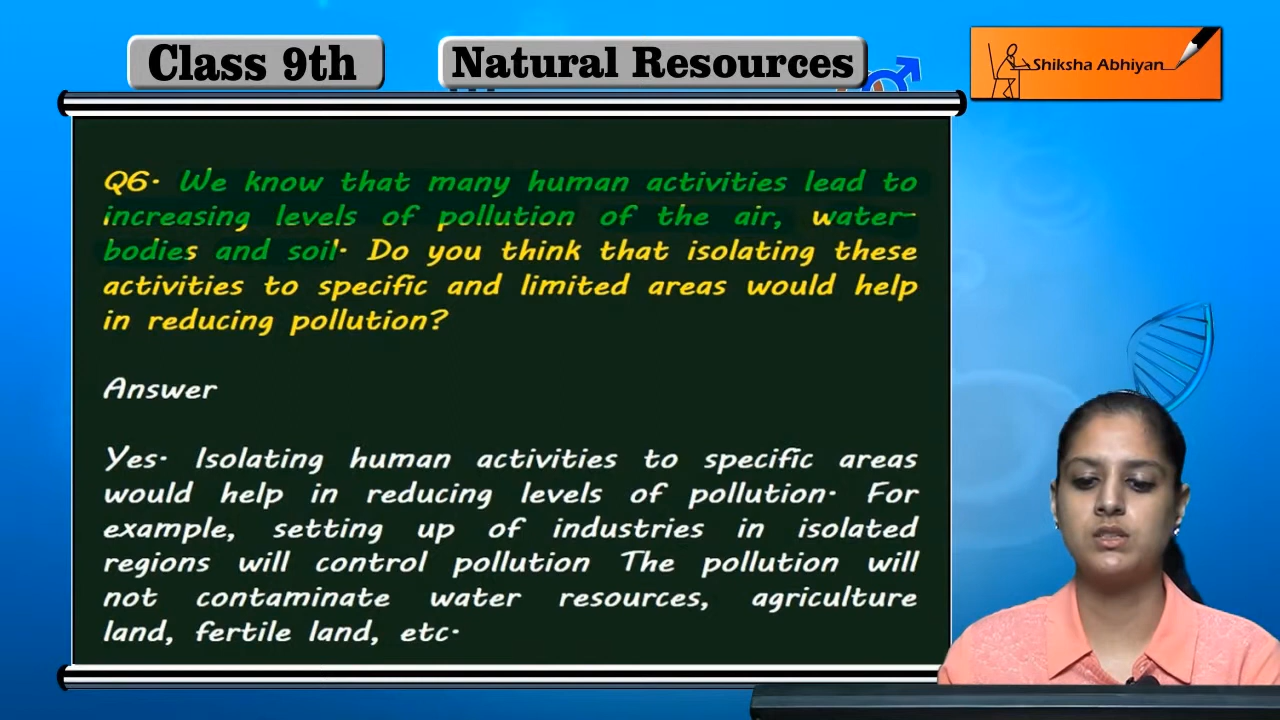 Class 9th
Natural Resources
Shiksha Abhiyan
Q6. We know that many human activities lead to
increasing levels of pollution of the air, water-
bodies and soil'. Do you think that isolating these
activities to specific and limited areas would help
in reducing pollution?
Answer
Yes. Isolating human activities to specific areas
would help in reducing levels of pollution. For
example, setting up of industries in isolated
regions will control pollution The pollution will
not contaminate water resources, agriculture
land, fertile land, etc.